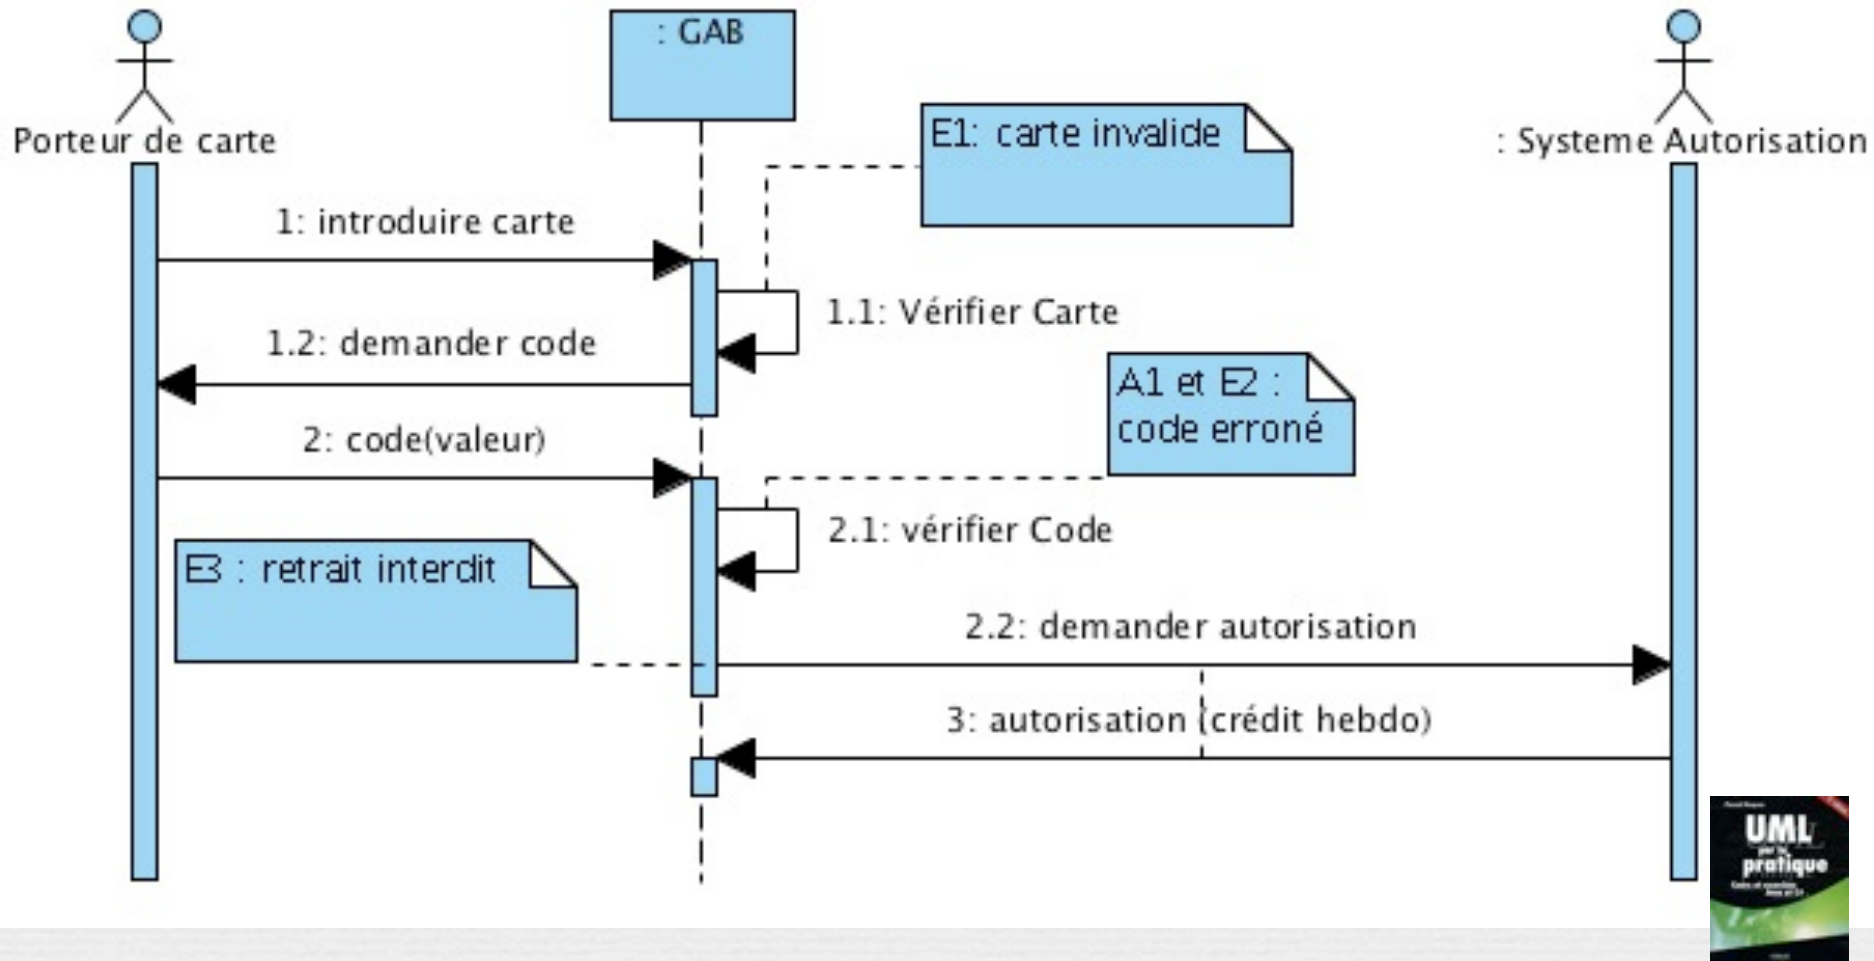 : GAB
E1: carte invalide
Porteur de carte
: Systeme Autorisation
1: introduire carte
1.1: Vérifier Carte
1.2: demander code
A1 et E2 :
code erroné
2: code(valeur)
2.1: vérifier Code
E3 : retrait interdit
2.2: demander autorisation
3: autorisation (crédit hebdo)
UML
par la
pratique